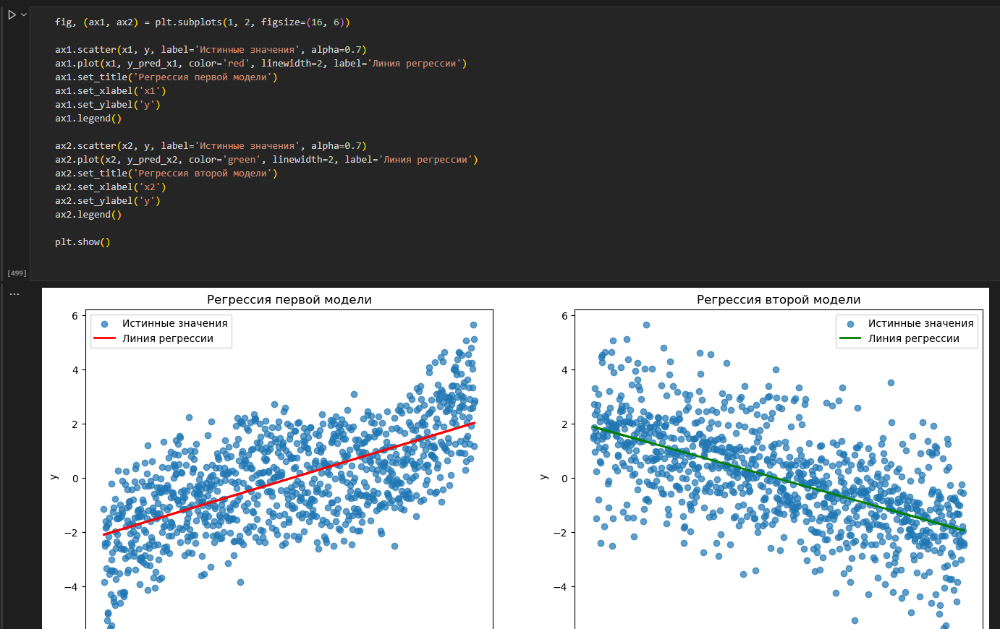 fig, (ax1, ax2) = plt.subplots(1, 2, figsize=(16, 6))
ax1.scatter(x1, y, label='Истинные значения', alpha=0.7)
ax1.plot(x1, y_pred_x1, color='red', linewidth=2, label='Линия регрессии')
ax1.set_title('Регрессия первой модели')
ax1.set_xlabel('x1')
ax1.set_ylabel('y')
ax1.legend()
ax2.scatter(x2, y, label='Истинные значения', alpha=0.7)
ax2.plot(x2, y_pred_x2, color='green', linewidth=2, label='Линия регрессии')
ax2.set_title('Регрессия второй модели')
ax2.set_xlabel('x2')
ax2.set_ylabel('y')
ax2.legend()
plt.show()
[499]
...
Регрессия первой модели
Истинные значения
Линия регрессии
6
4
2
0
−2
−4
y
Регрессия второй модели
Истинные значения
Линия регрессии
6
4
2
0
−2
−4
y